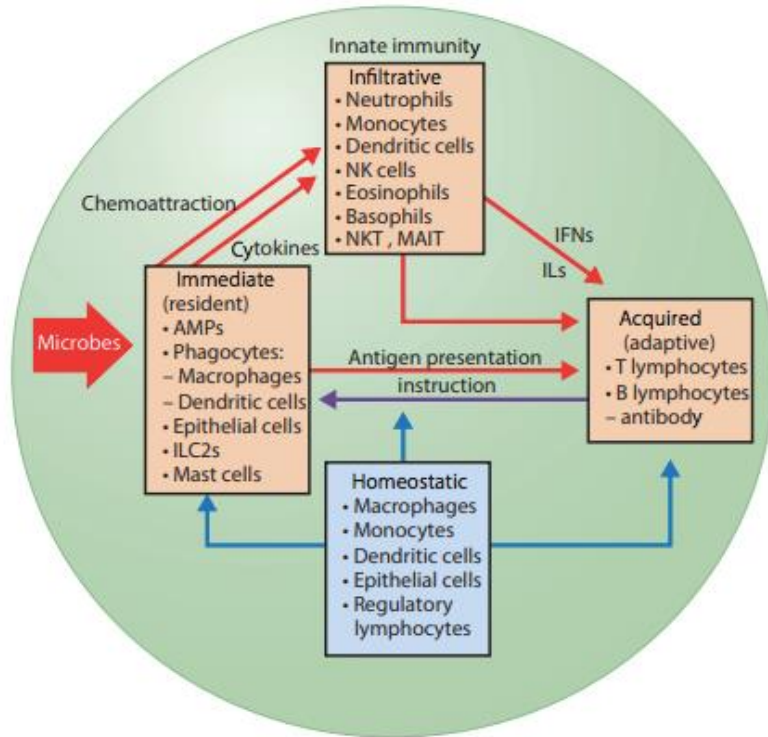 Innate immunity
Infiltrative
• Neutrophils
• Monocytes
• Dendritic cells
• NK cells
• Eosinophils
• Basophils
• NKT , MAIT
Chemoattraction
Cytokines
IFNs
ILs
Microbes
Immediate
(resident)
• AMPs
• Phagocytes:
– Macrophages
– Dendritic cells
• Epithelial cells
• ILC2s
• Mast cells
Antigen presentation
instruction
Acquired
(adaptive)
• T lymphocytes
• B lymphocytes
– antibody
Homeostatic
• Macrophages
• Monocytes
• Dendritic cells
• Epithelial cells
• Regulatory
lymphocytes